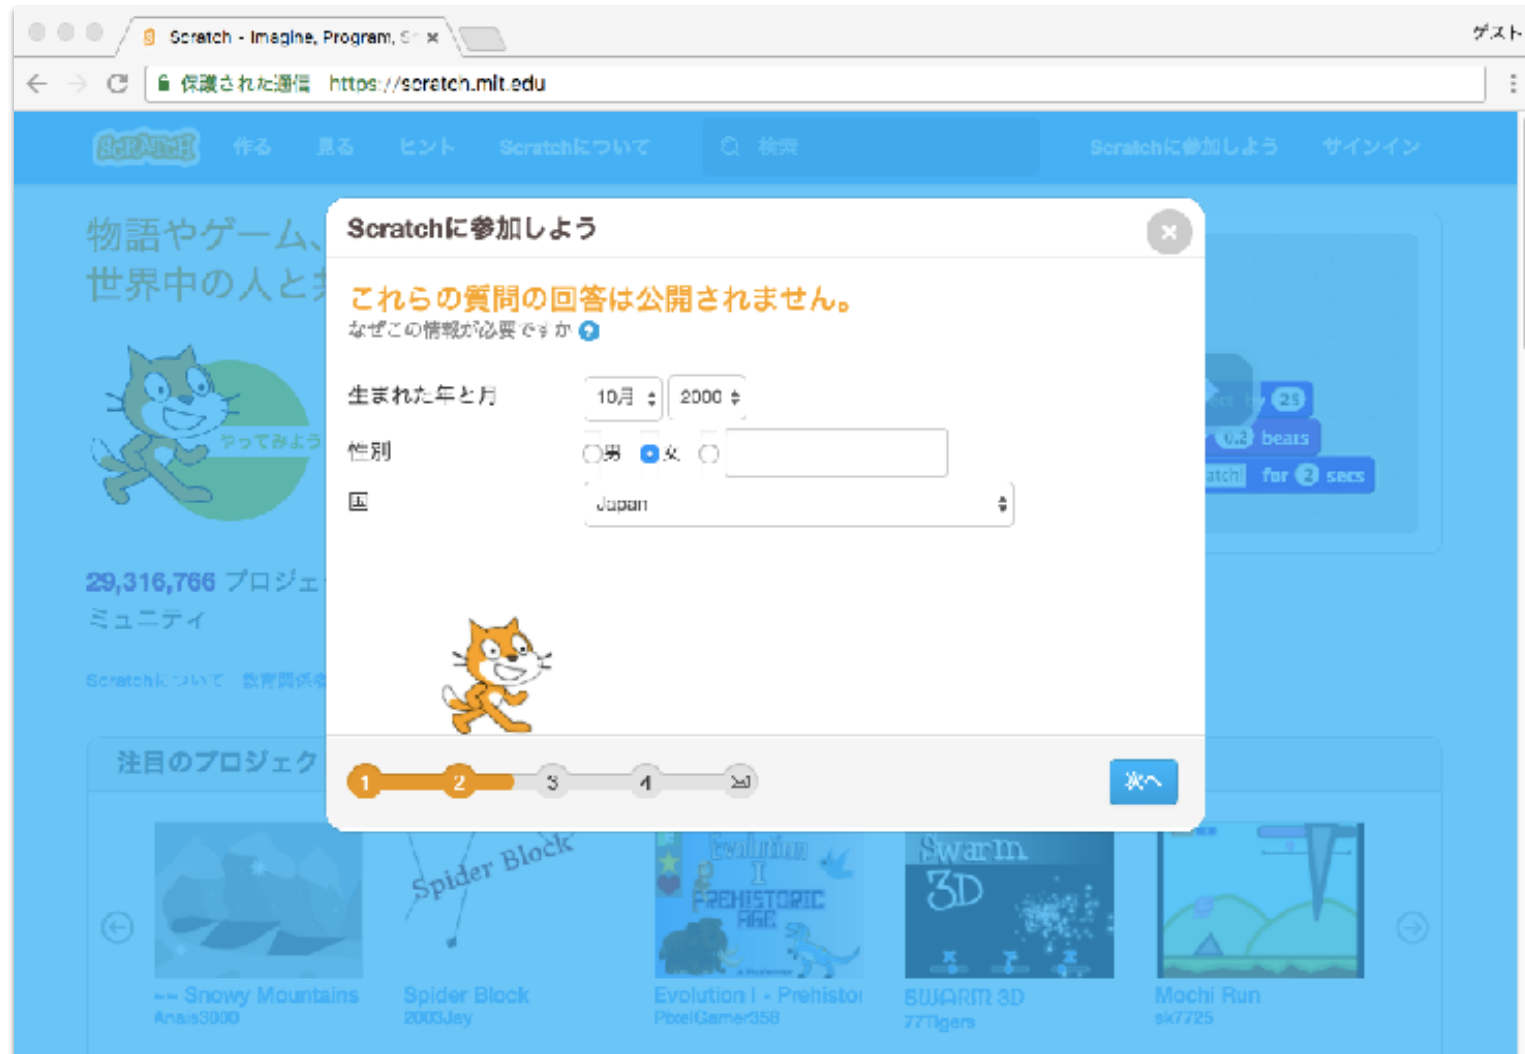 Scratch - Imagine, Program, S
ゲスト
保護された通信 https://scratch.mit.edu
SCRATCH 作る 見る ヒント Scratchについて 検索 Scratchに参加しよう サインイン
物語やゲーム、
世界中の人と
Scratchに参加しよう
これらの質問の回答は公開されません。
なぜこの情報が必要ですか ?
生まれた年と月 10月 2000
性別 男 女
国 Japan
やってみよう
by 25
0.2 beats
for 2 secs
29,316,766 プロジェ
ミュニティ
Scratchについて 教育関係者
注目のプロジェク
1 2 3 4
次へ
Spider Block
Evolution
I
PREHISTORIC
AGE
Swarm
3D
X Y Z
~~ Snowy Mountains
Anais3000
Spider Block
2003Jay
Evolution I - Prehistor
PixelGamer358
SWARM 3D
77Tigers
Mochi Run
sk7725